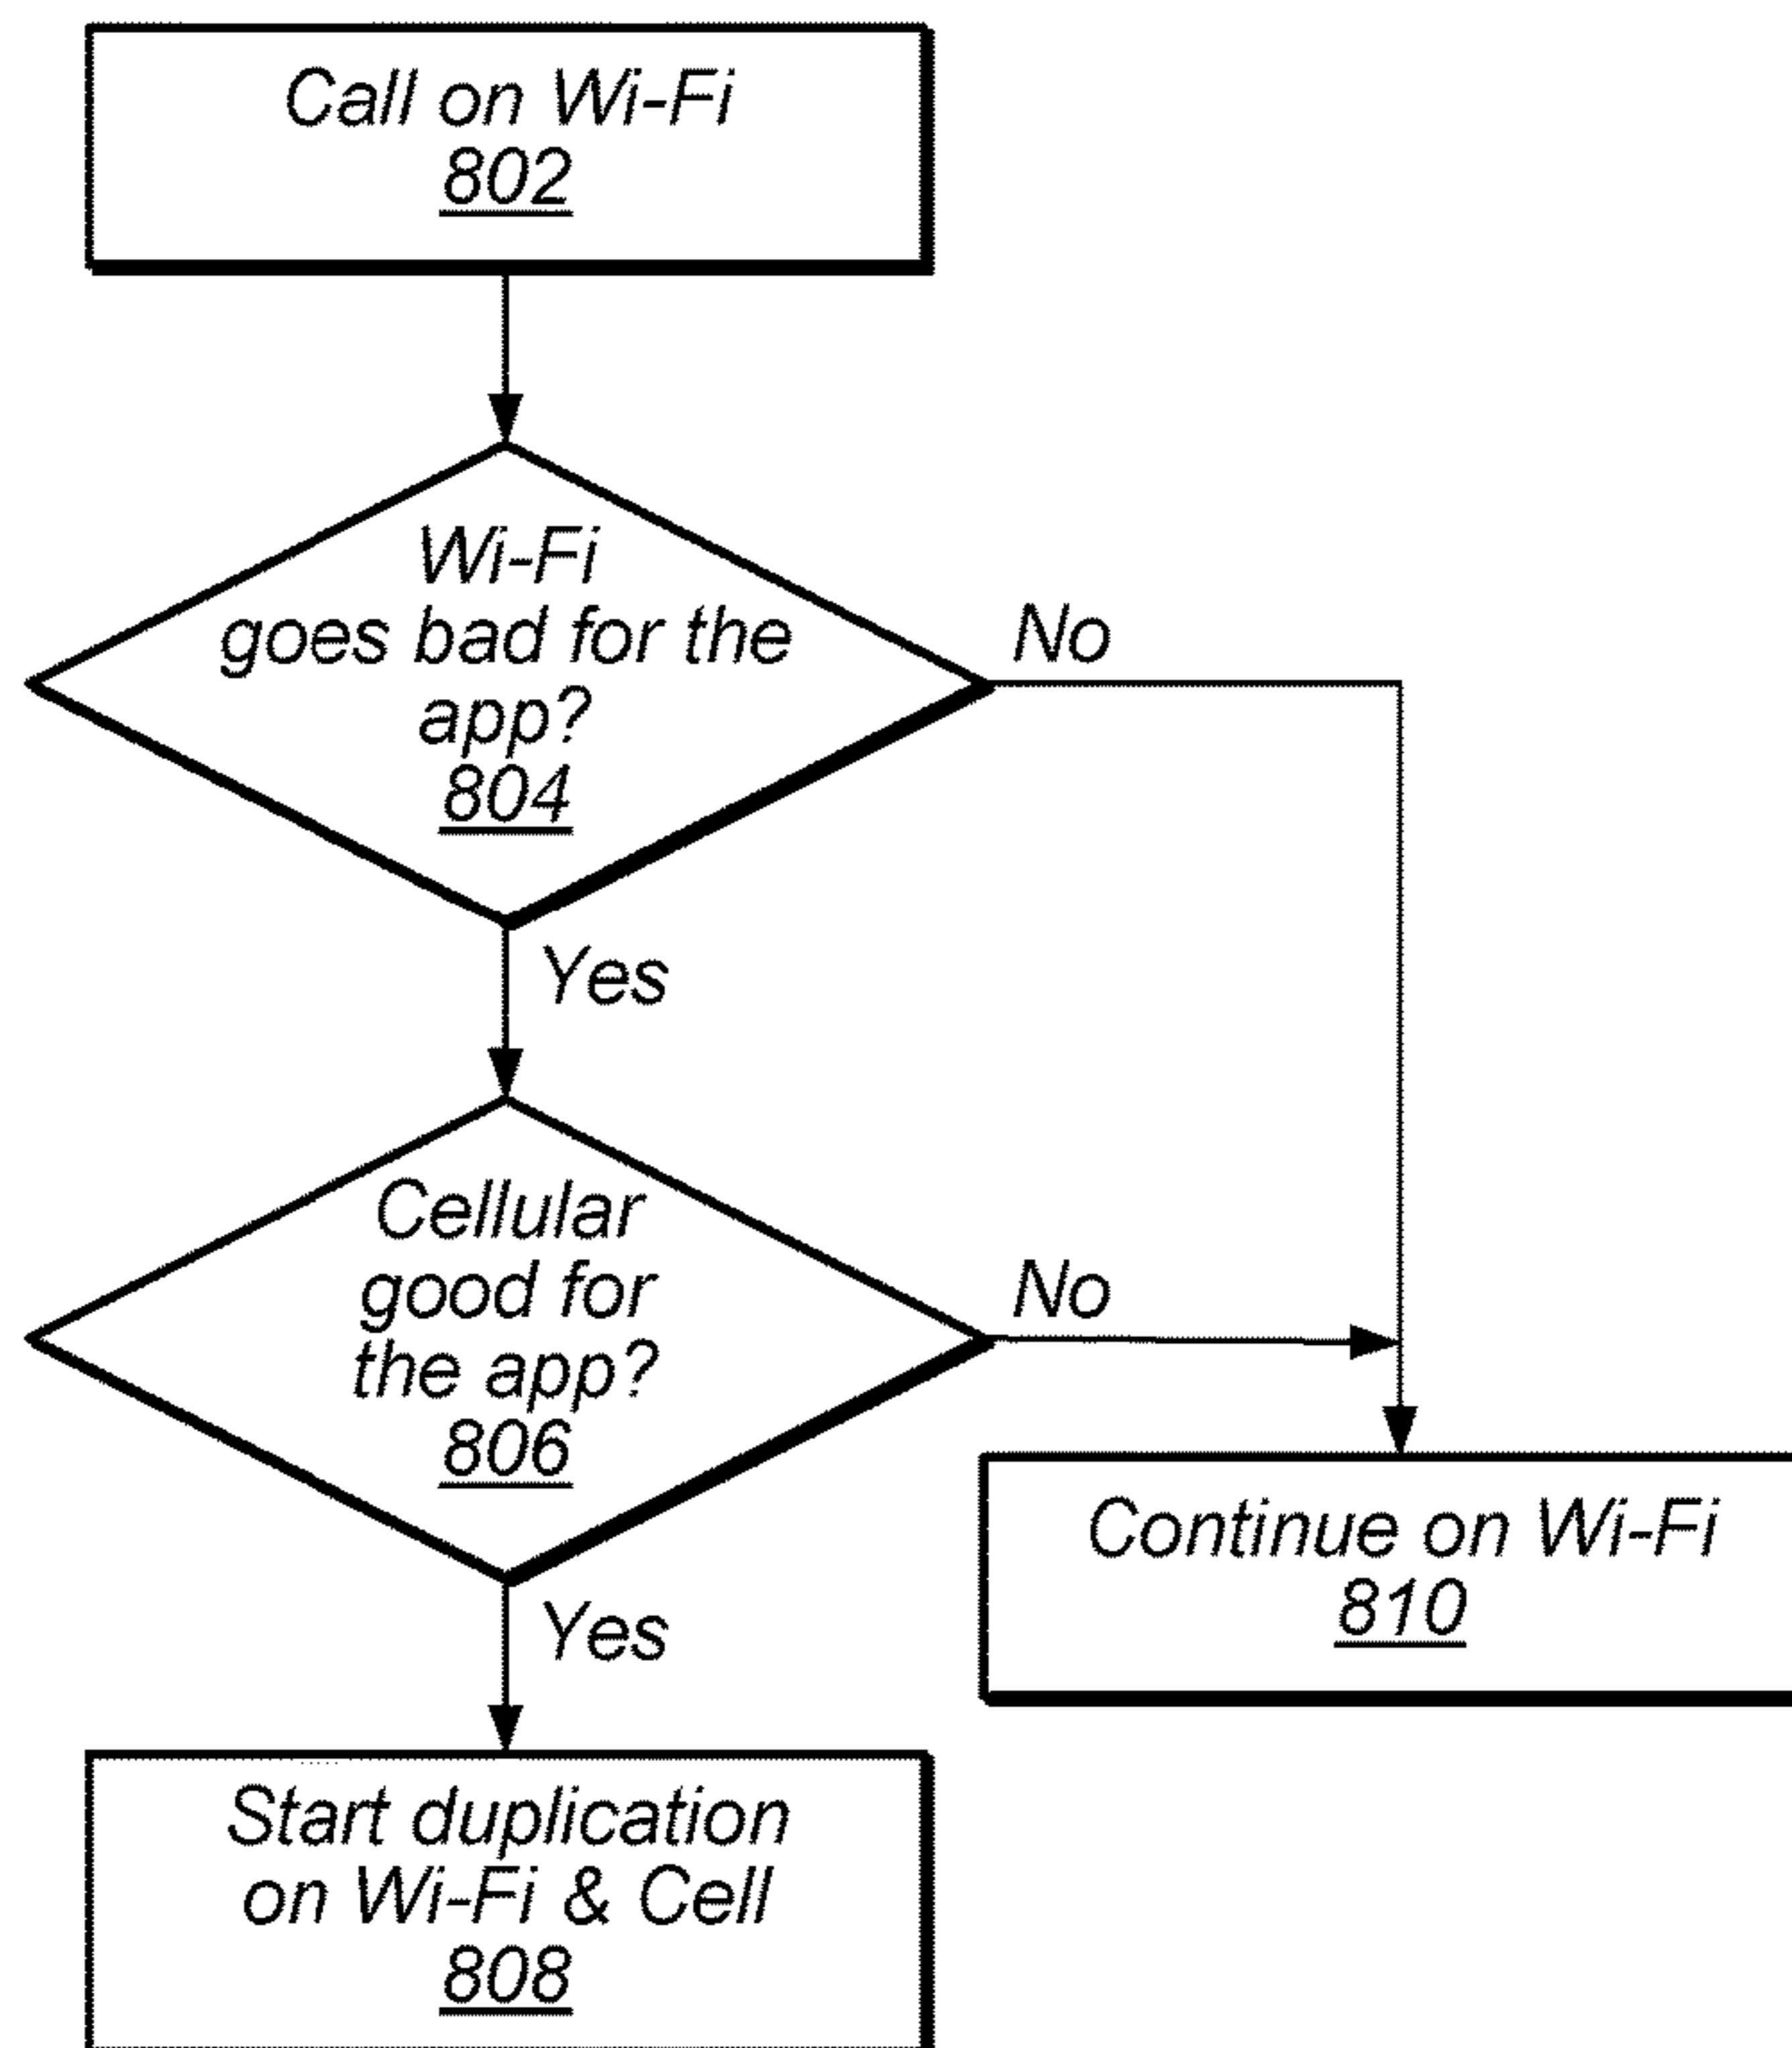 Call on Wi-Fi
802
Wi-Fi
goes bad for the
app?
804
No
Yes
Cellular
good for
the app?
806
No
Yes
Continue on Wi-Fi
810
Start duplication
on Wi-Fi & Cell
808